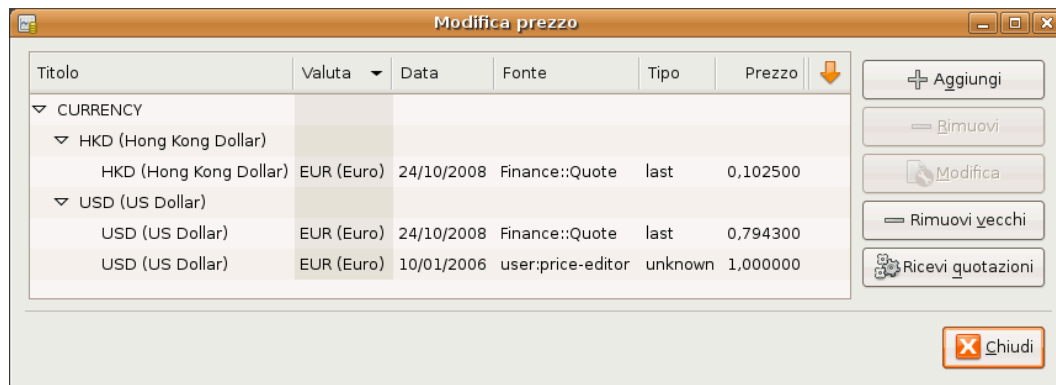 Modifica prezzo
Titolo Valuta Data Fonte Tipo Prezzo
CURRENCY
HKD (Hong Kong Dollar)
HKD (Hong Kong Dollar) EUR (Euro) 24/10/2008 Finance::Quote last 0,102500
USD (US Dollar)
USD (US Dollar) EUR (Euro) 24/10/2008 Finance::Quote last 0,794300
USD (US Dollar) EUR (Euro) 10/01/2006 user:price-editor unknown 1,000000
Aggiungi
Rimuovi
Modifica
Rimuovi vecchi
Ricevi quotazioni
Chiudi